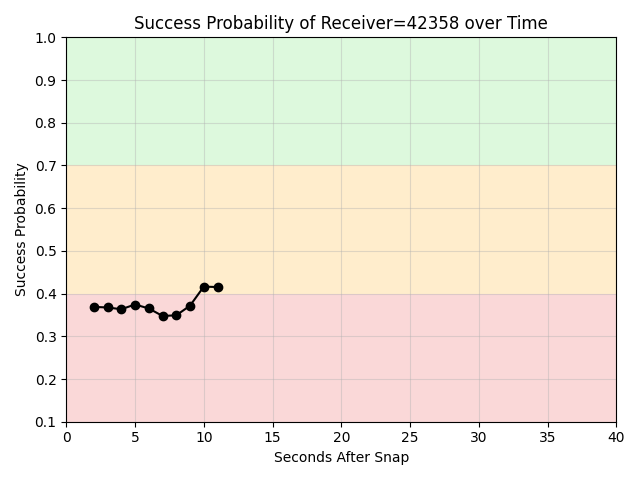 Success Probability of Receiver=42358 over Time
1.0
0.9
0.8
0.7
0.6
0.5
0.4
0.3
0.2
0.1
Success Probability
0 5 10 15 20 25 30 35 40
Seconds After Snap